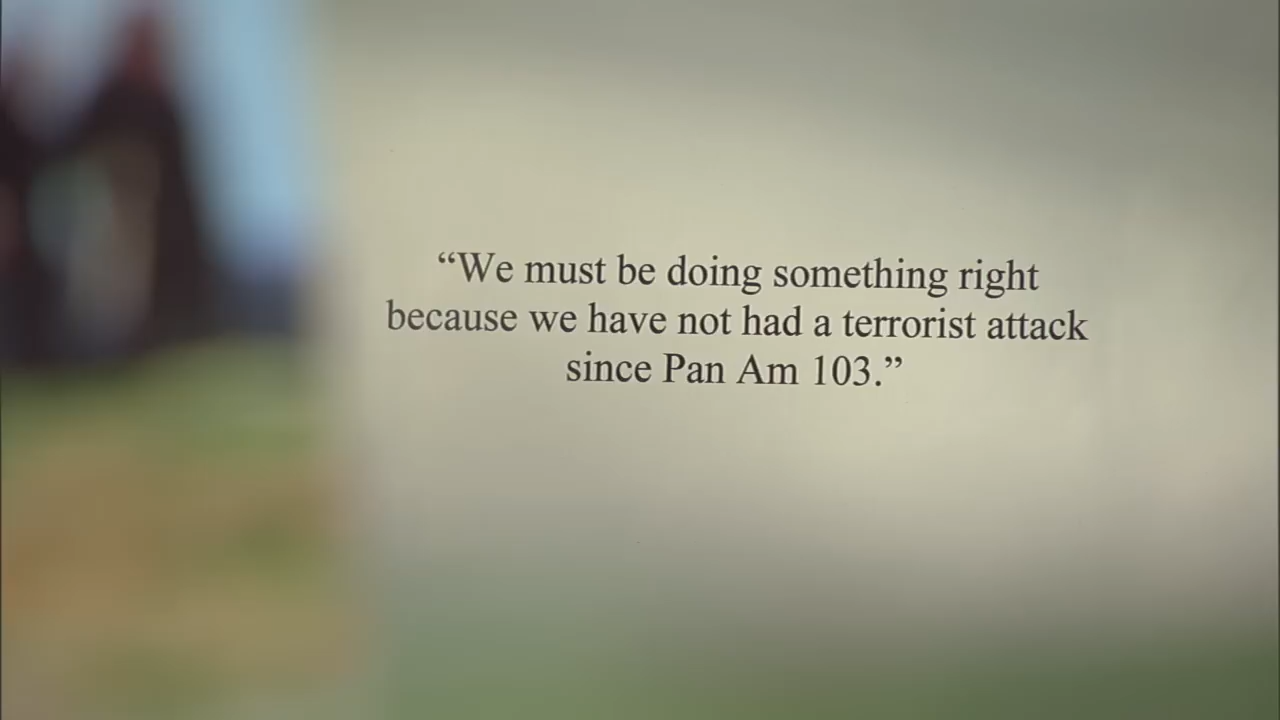 “We must be doing something right
because we have not had a terrorist attack
since Pan Am 103.”